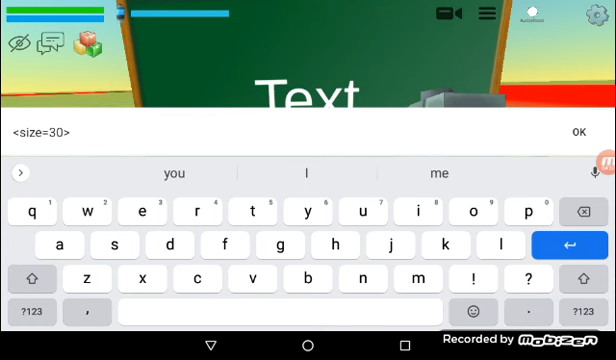 Text
<size=30>
OK
you
I
me
q 1 w 2 e 3 r 4 t 5 y 6 u 7 i 8 o 9 p 0
a s d f g h j k l
z x c v b n m ! ?
?123 , . ?123
Recorded by mobizen